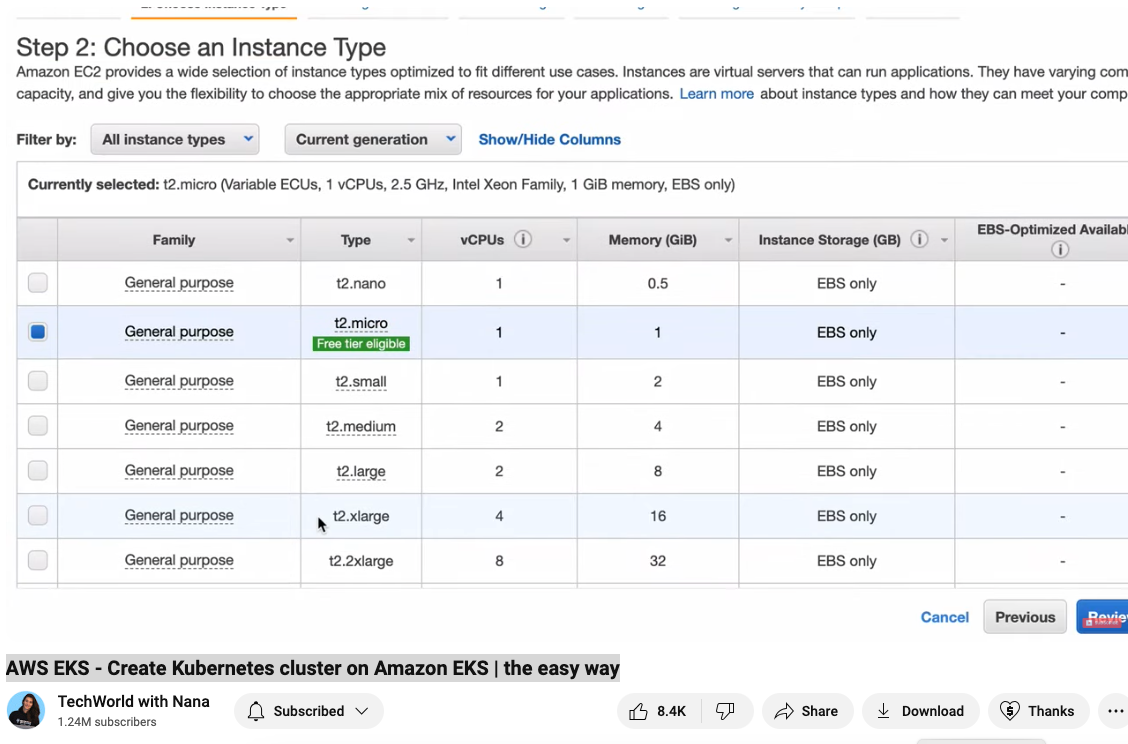 Step 2: Choose an Instance Type
Amazon EC2 provides a wide selection of instance types optimized to fit different use cases. Instances are virtual servers that can run applications. They have varying com
capacity, and give you the flexibility to choose the appropriate mix of resources for your applications. Learn more about instance types and how they can meet your comp
Filter by: All instance types Current generation Show/Hide Columns
Currently selected: t2.micro (Variable ECUs, 1 vCPUs, 2.5 GHz, Intel Xeon Family, 1 GiB memory, EBS only)
Family Type vCPUs Memory (GiB) Instance Storage (GB) EBS-Optimized Availabl
General purpose t2.nano 1 0.5 EBS only -
General purpose t2.micro 1 1 EBS only -
Free tier eligible
General purpose t2.small 1 2 EBS only -
General purpose t2.medium 2 4 EBS only -
General purpose t2.large 2 8 EBS only -
General purpose t2.xlarge 4 16 EBS only -
General purpose t2.2xlarge 8 32 EBS only -
Cancel Previous
AWS EKS - Create Kubernetes cluster on Amazon EKS | the easy way
TechWorld with Nana
1.24M subscribers
Subscribed 8.4K Share Download Thanks